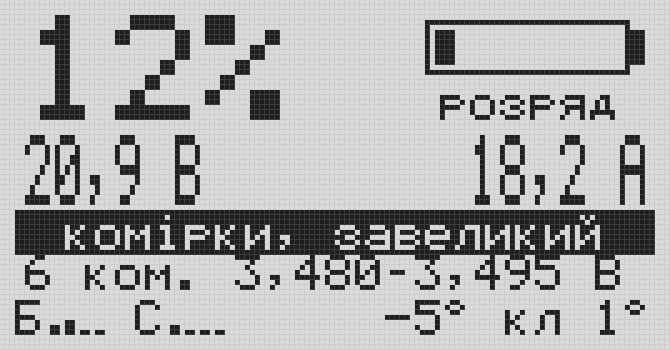 12%
розряд
20,9 В 18,2 А
комірки, завеликий
6 ком. 3,480-3,495 В
Б.... С.... -5° кл 1°